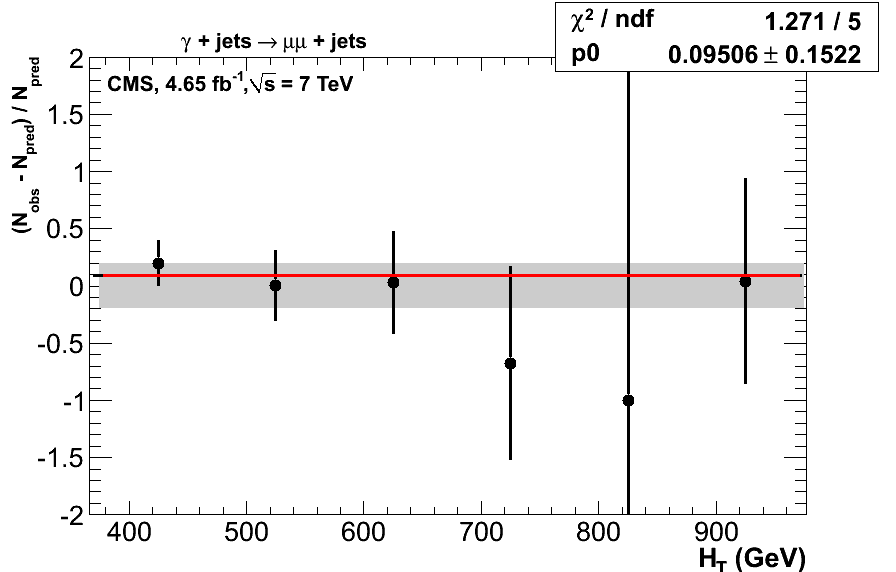 γ + jets → μμ + jets
χ² / ndf 1.271 / 5
p0 0.09506 ± 0.1522
CMS, 4.65 fb⁻¹,√s = 7 TeV
(N_obs - N_pred) / N_pred
2
1.5
1
0.5
0
-0.5
-1
-1.5
-2
400 500 600 700 800 900
H_T (GeV)